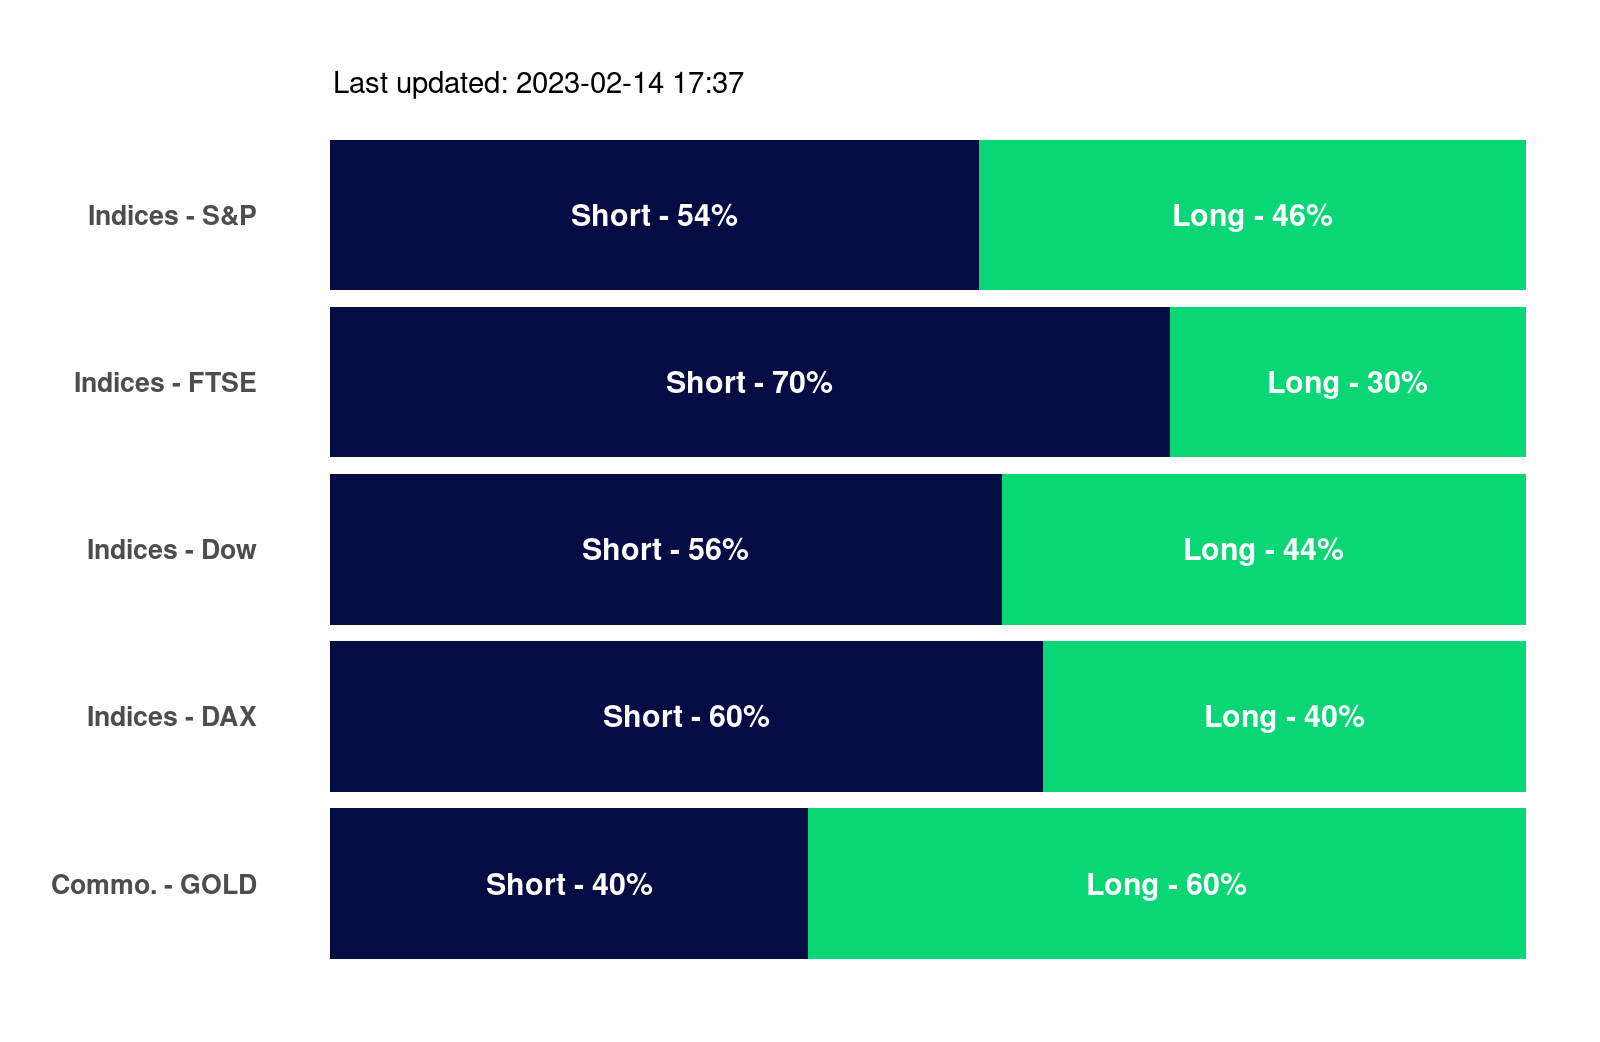 Last updated: 2023-02-14 17:37
Indices - S&P Short - 54% Long - 46%
Indices - FTSE Short - 70% Long - 30%
Indices - Dow Short - 56% Long - 44%
Indices - DAX Short - 60% Long - 40%
Commo. - GOLD Short - 40% Long - 60%